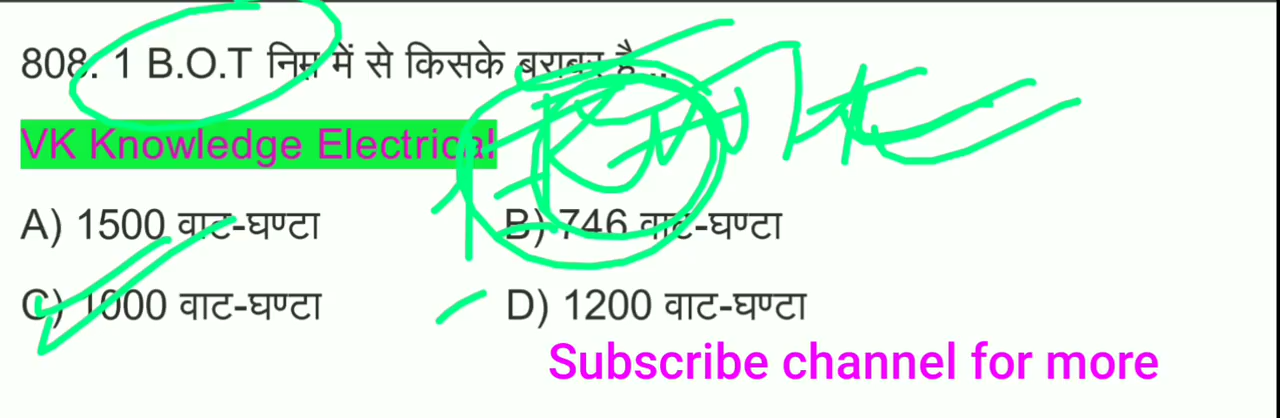 808. 1 B.O.T निम्न में से किसके बराबर है...
VK Knowledge Electrical
A) 1500 वाट-घण्टा B) 746 वाट-घण्टा
C) 1000 वाट-घण्टा D) 1200 वाट-घण्टा
Subscribe channel for more